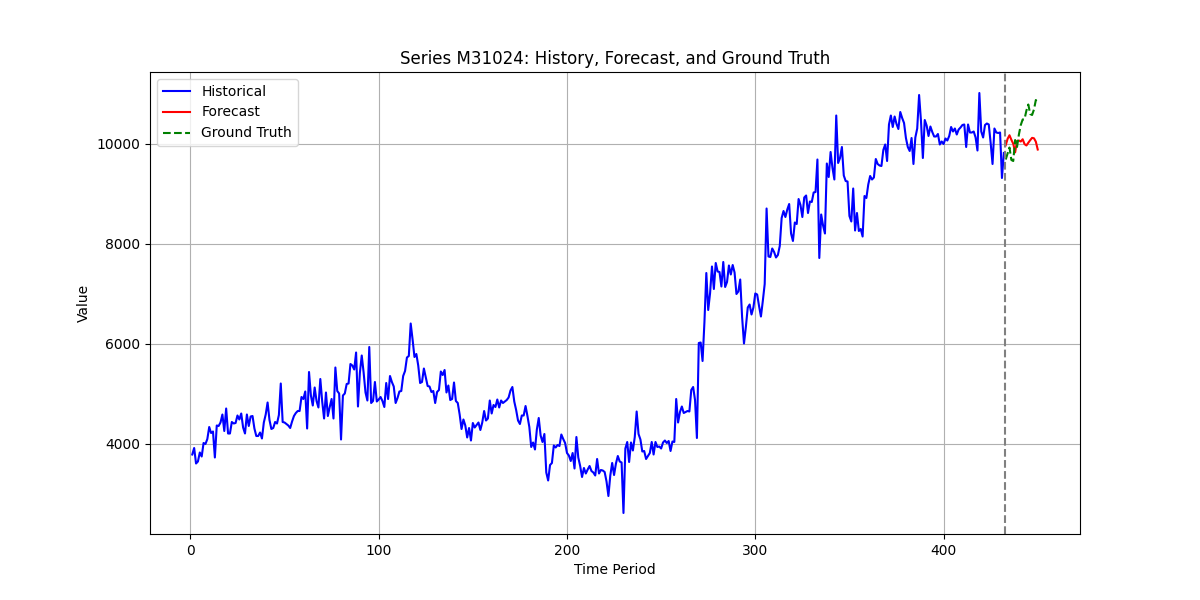 Series M31024: History, Forecast, and Ground Truth
Historical
Forecast
Ground Truth
10000
8000
6000
4000
Value
0
100
200
300
400
Time Period